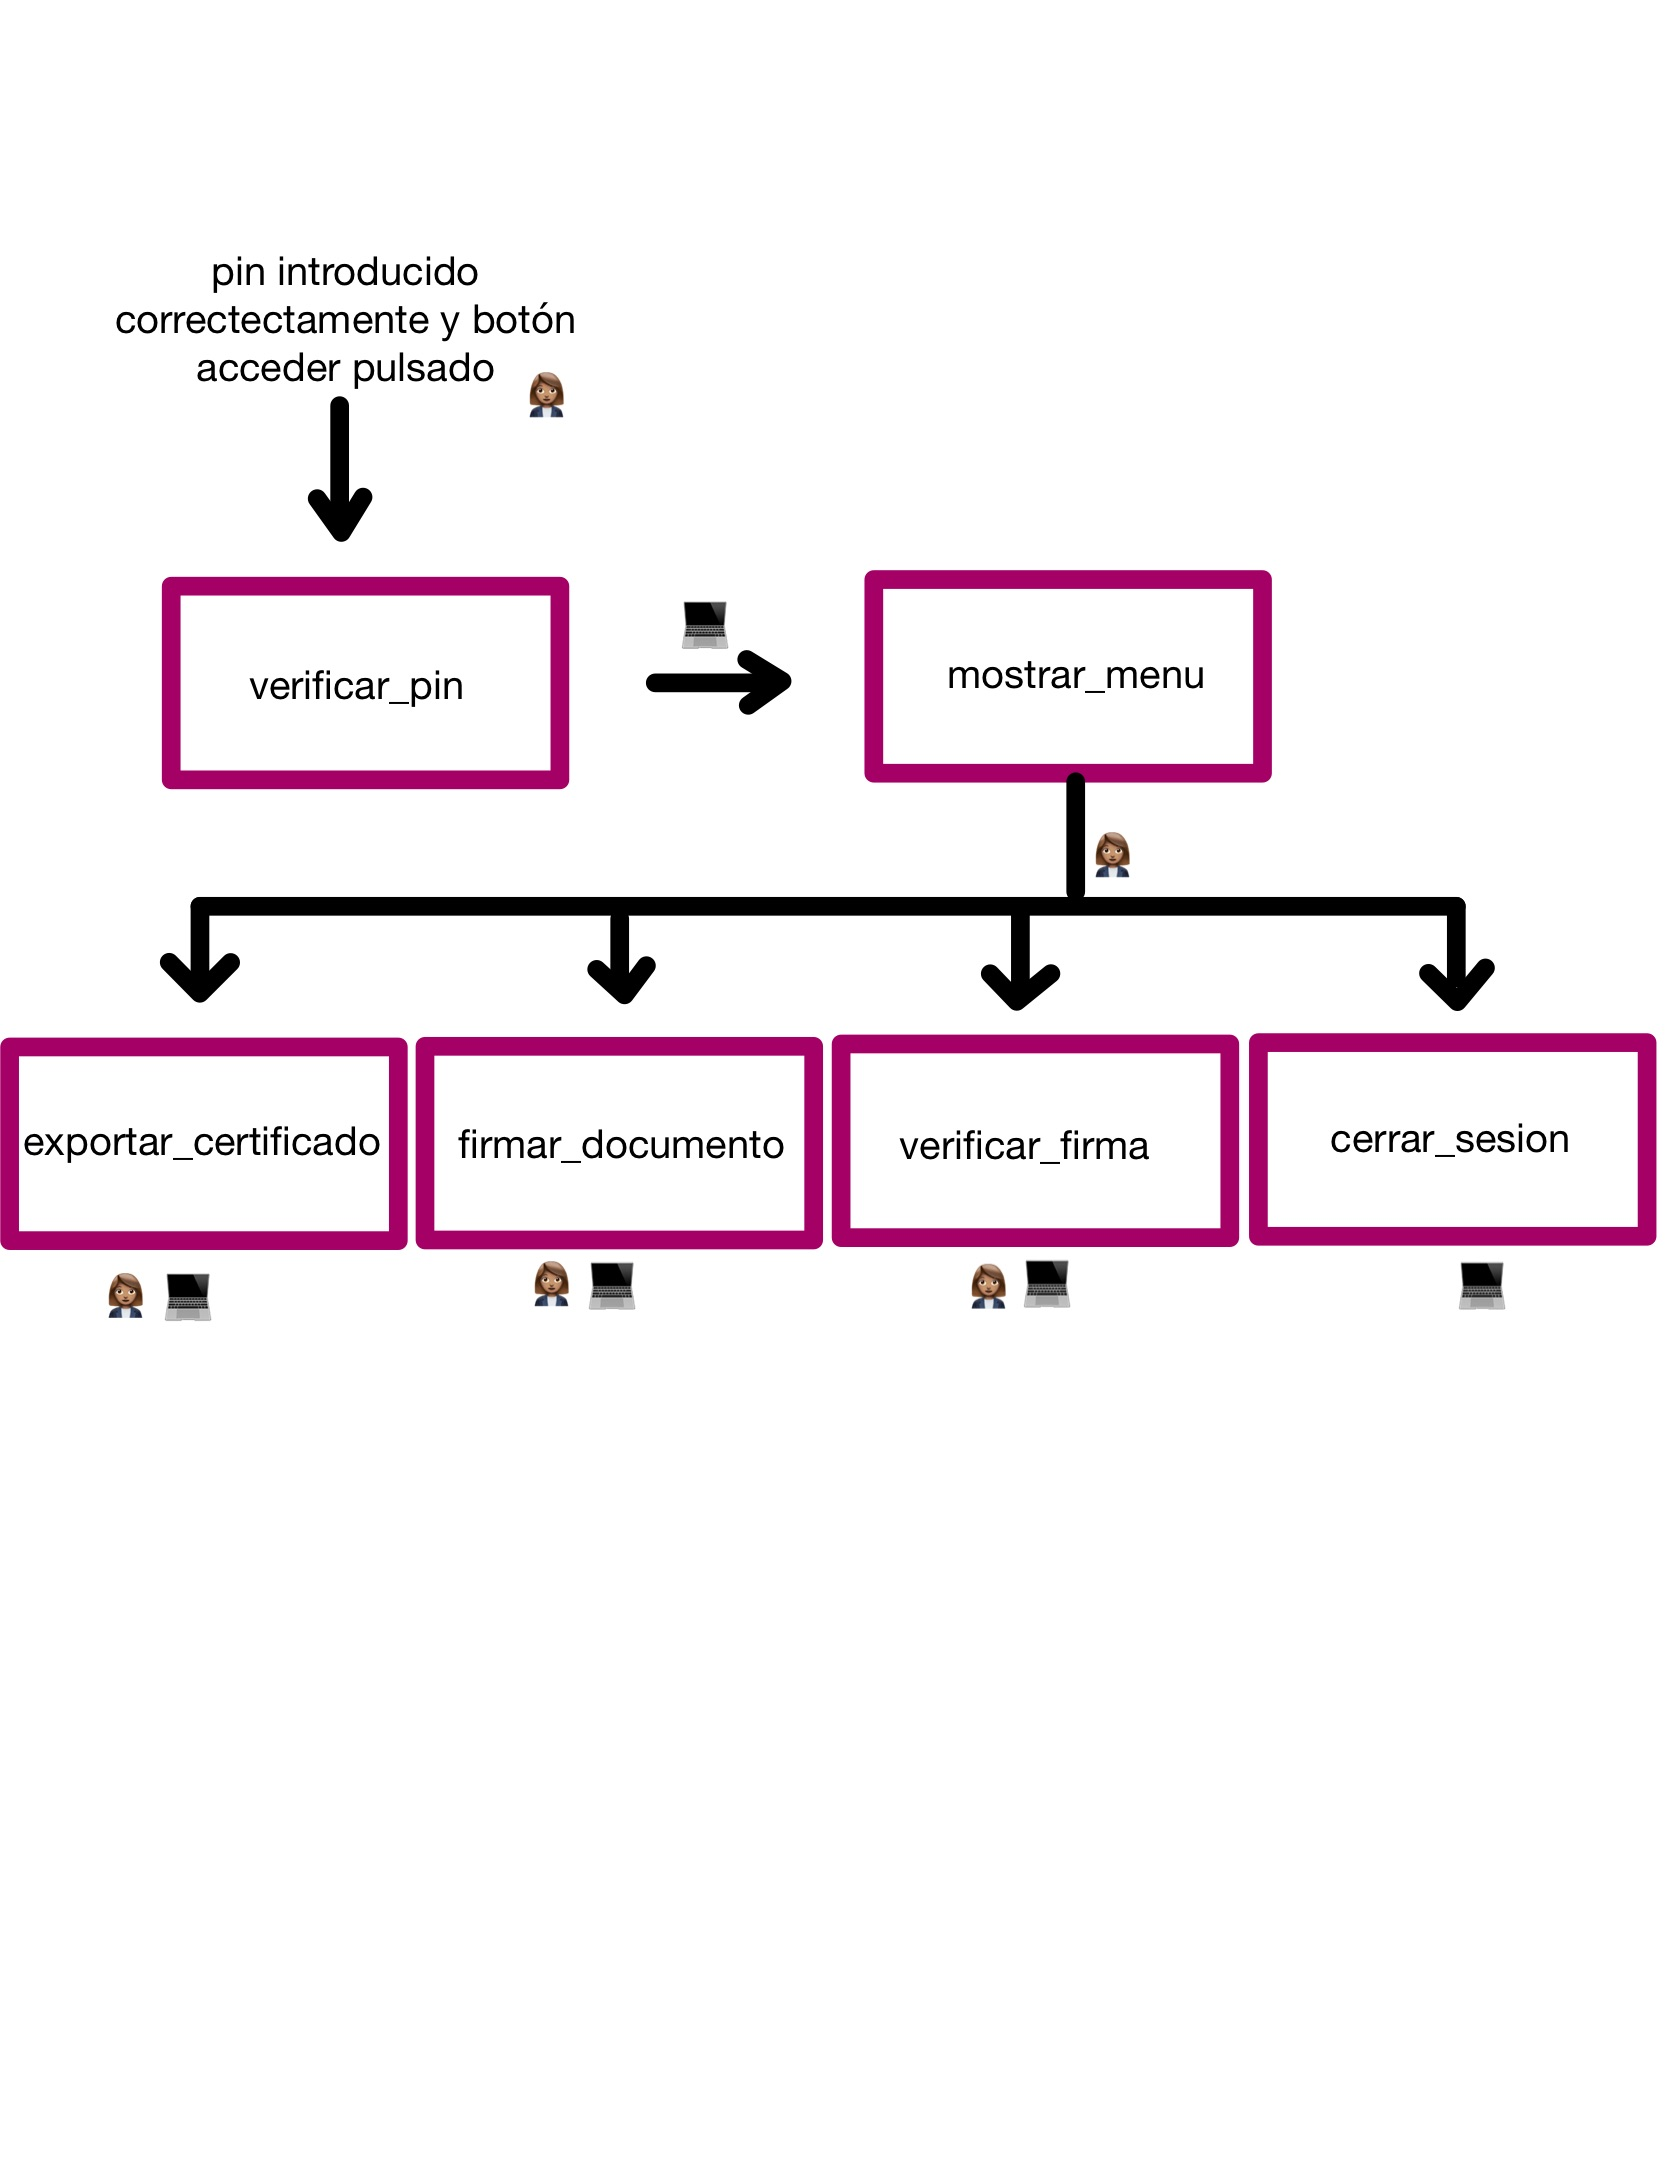 pin introducido
correctectamente y botón
acceder pulsado
verificar_pin
mostrar_menu
exportar_certificado
firmar_documento
verificar_firma
cerrar_sesion